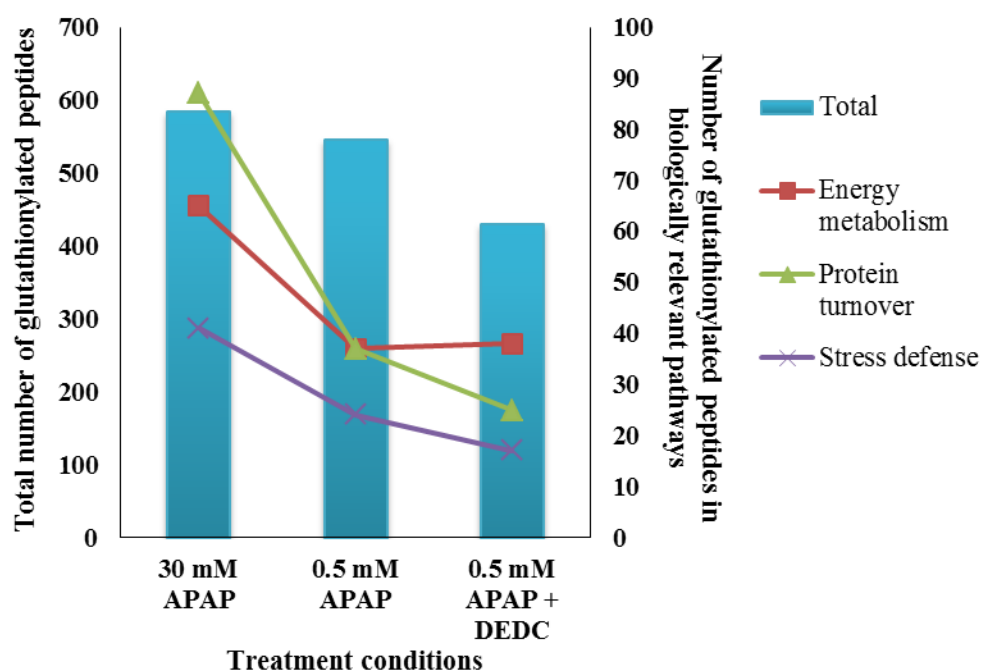 Total number of glutathionylated peptides
700
600
500
400
300
200
100
0
100
90
80
70
60
50
40
30
20
10
0
Number of glutathionylated peptides in
biologically relevant pathways
30 mM
APAP
0.5 mM
APAP
0.5 mM
APAP +
DEDC
Treatment conditions
Total
Energy
metabolism
Protein
turnover
Stress defense